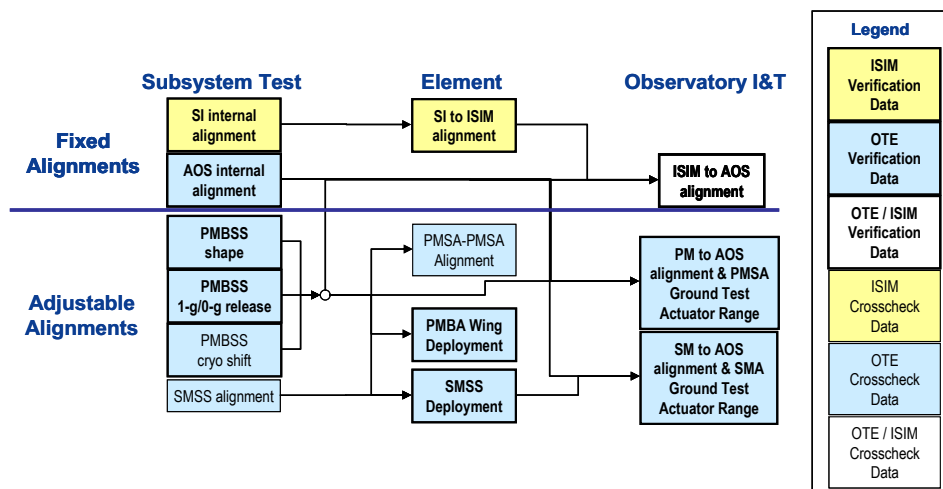 Subsystem Test
Element
Observatory I&T
Legend
Fixed
Alignments
SI internal
alignment
SI to ISIM
alignment
AOS internal
alignment
ISIM to AOS
alignment
Adjustable
Alignments
PMBSS
shape
PMBSS
1-g/0-g release
PMBSS
cryo shift
SMSS alignment
PMSA-PMSA
Alignment
PMBA Wing
Deployment
SMSS
Deployment
PM to AOS
alignment & PMSA
Ground Test
Actuator Range
SM to AOS
alignment & SMA
Ground Test
Actuator Range
ISIM
Verification
Data
OTE
Verification
Data
OTE / ISIM
Verification
Data
ISIM
Crosscheck
Data
OTE
Crosscheck
Data
OTE / ISIM
Crosscheck
Data